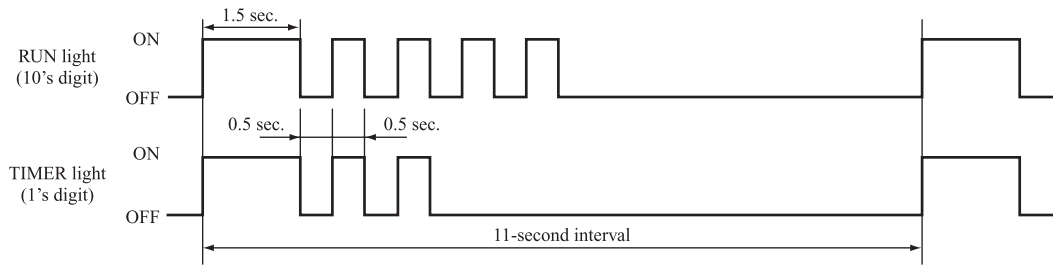 1.5 sec.
ON
RUN light
(10's digit)
OFF
0.5 sec.
0.5 sec.
ON
TIMER light
(1's digit)
OFF
11-second interval